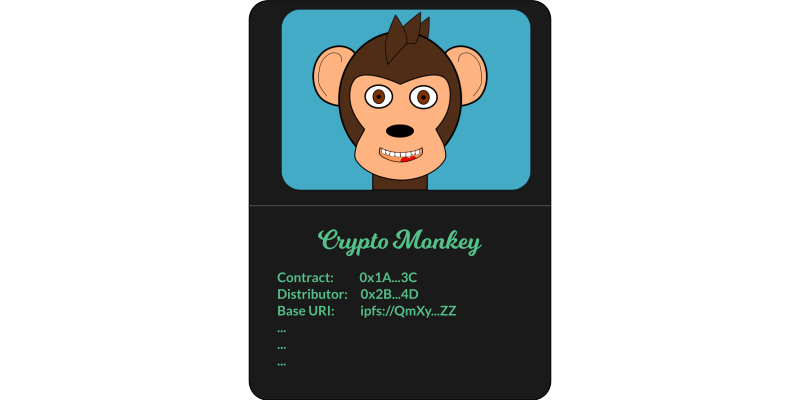 Crypto Monkey
Contract: 0x1A...3C
Distributor: 0x2B...4D
Base URI: ipfs://QmXy...ZZ
...
...
...